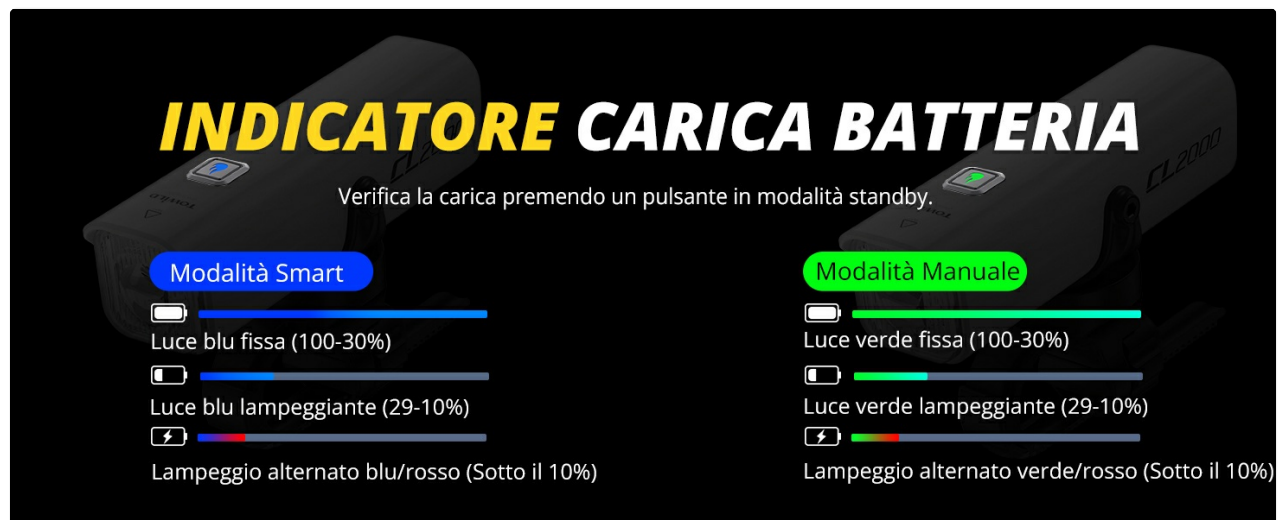 INDICATORE CARICA BATTERIA
Verifica la carica premendo un pulsante in modalità standby.
Modalità Smart
Luce blu fissa (100-30%)
Luce blu lampeggiante (29-10%)
Lampeggio alternato blu/rosso (Sotto il 10%)
Modalità Manuale
Luce verde fissa (100-30%)
Luce verde lampeggiante (29-10%)
Lampeggio alternato verde/rosso (Sotto il 10%)
CL2000
CL2000